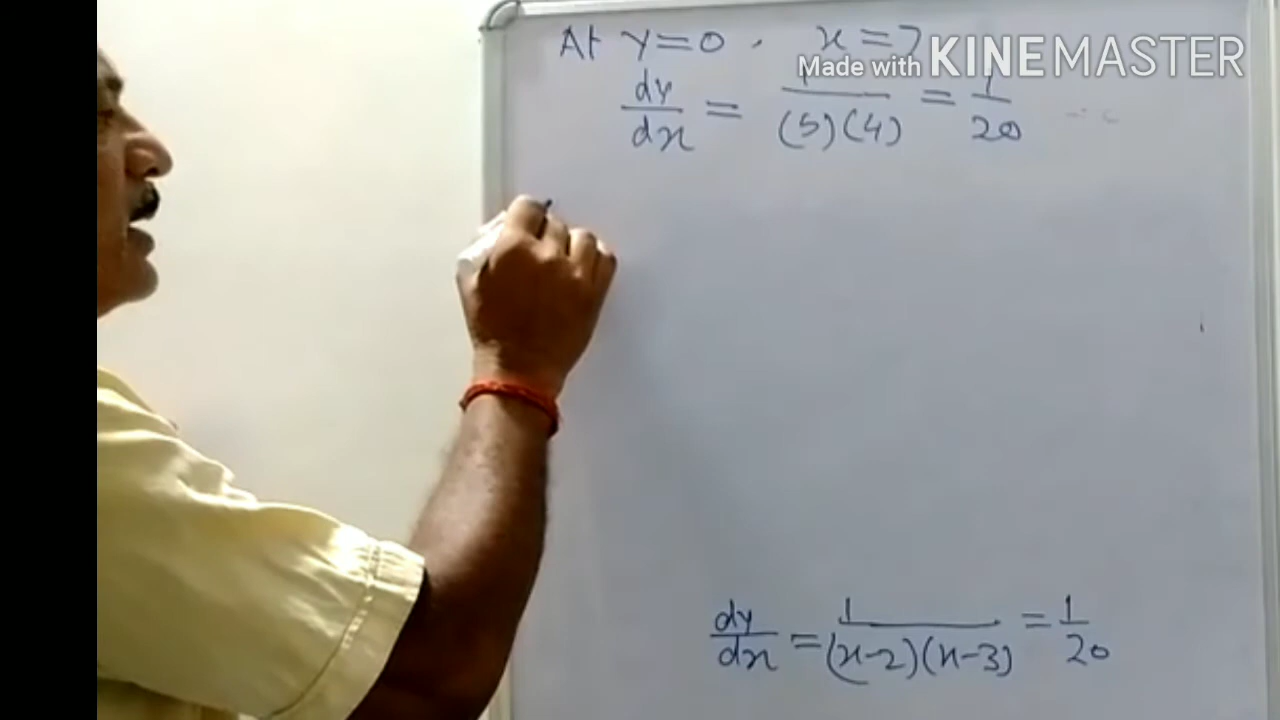 At y=0, x=7
Made with KINEMASTER
dy/dx = 1/(5)(4) = 1/20
dy/dx = 1/(x-2)(x-3) = 1/20